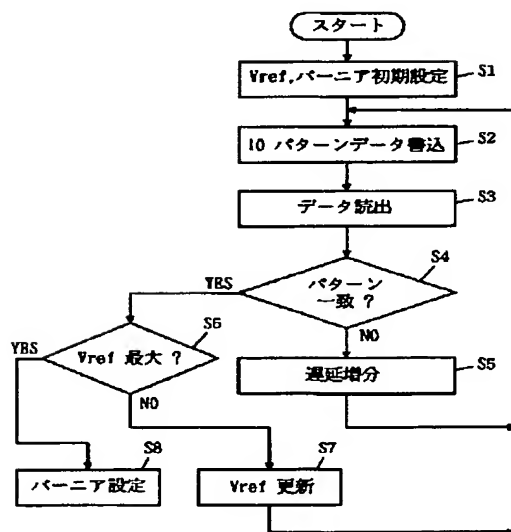 スタート
Vref,バーニア初期設定
S1
IO パターンデータ書込
S2
データ読出
S3
パターン
一致 ?
S4
YES
NO
Vref 最大 ?
S6
YES
NO
遅延増分
S5
バーニア設定
S8
Vref 更新
S7